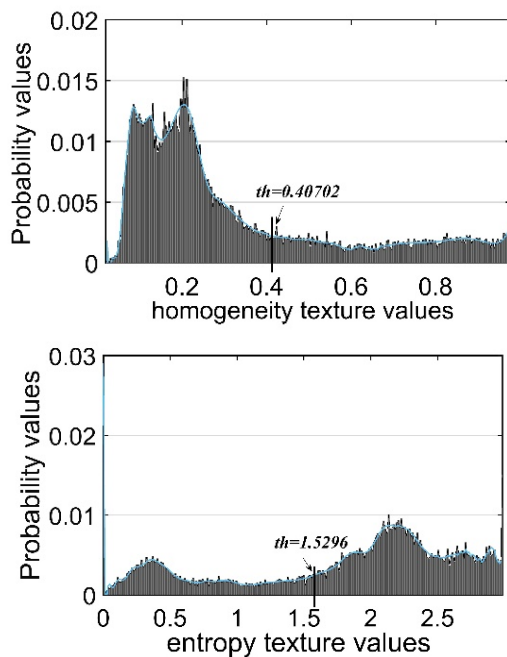 0.02
0.015
0.01
0.005
0
Probability values
th=0.40702
0.2 0.4 0.6 0.8
homogeneity texture values
0.03
0.02
0.01
0
Probability values
th=1.5296
0 0.5 1 1.5 2 2.5
entropy texture values